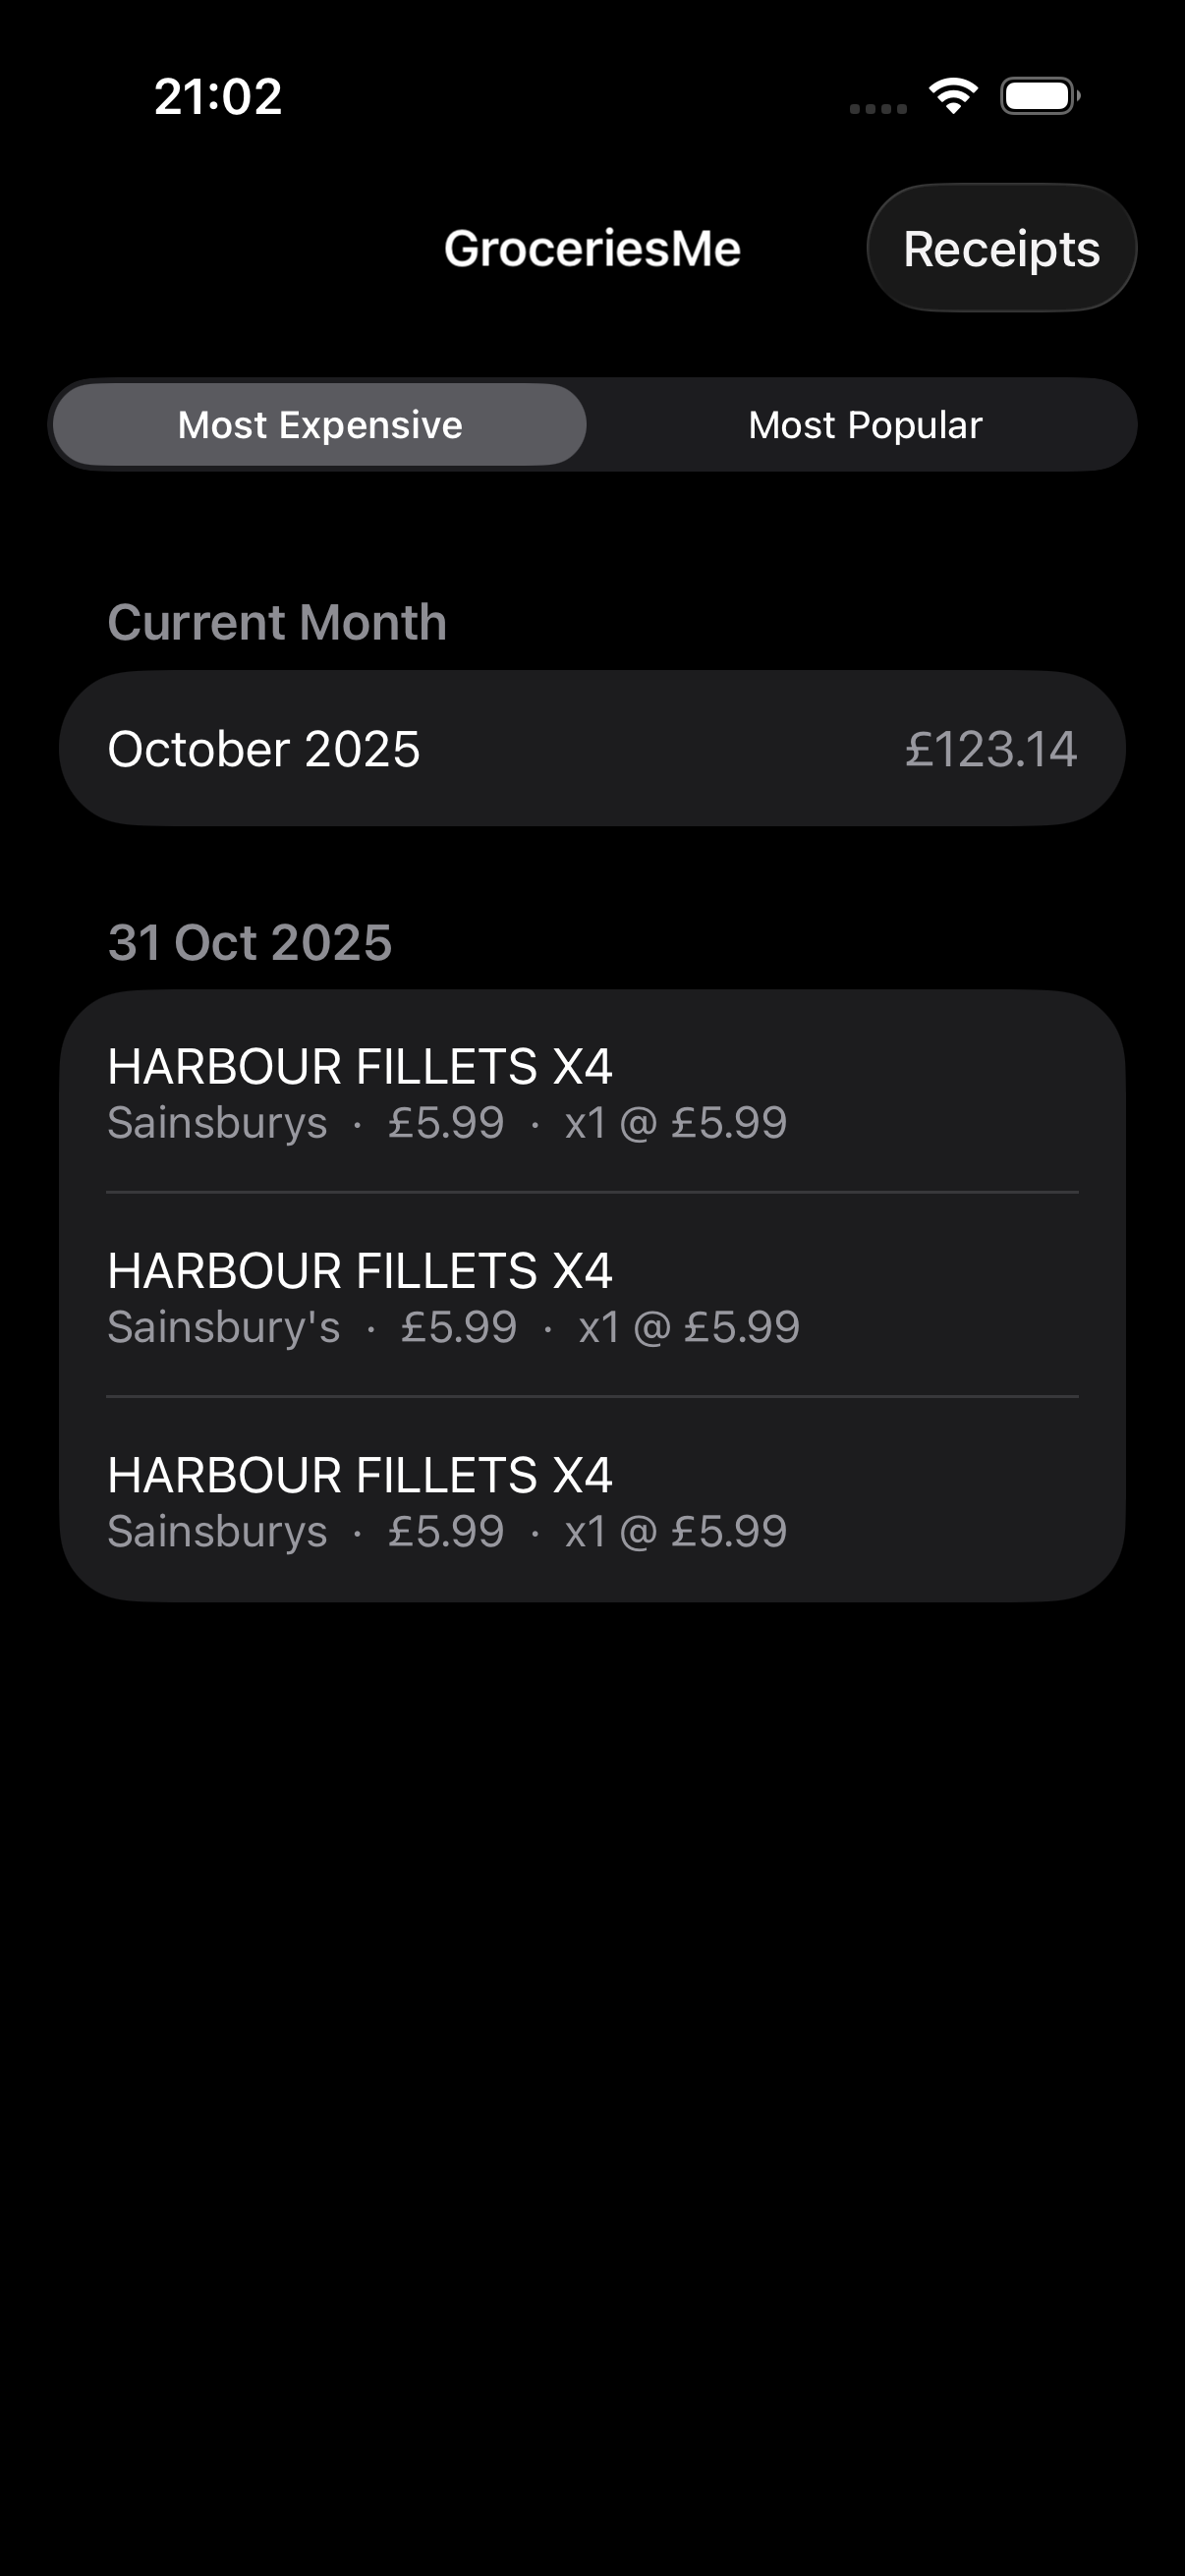 21:02
GroceriesMe
Receipts
Most Expensive
Most Popular
Current Month
October 2025
£123.14
31 Oct 2025
HARBOUR FILLETS X4
Sainsburys · £5.99 · x1 @ £5.99
HARBOUR FILLETS X4
Sainsbury's · £5.99 · x1 @ £5.99
HARBOUR FILLETS X4
Sainsburys · £5.99 · x1 @ £5.99